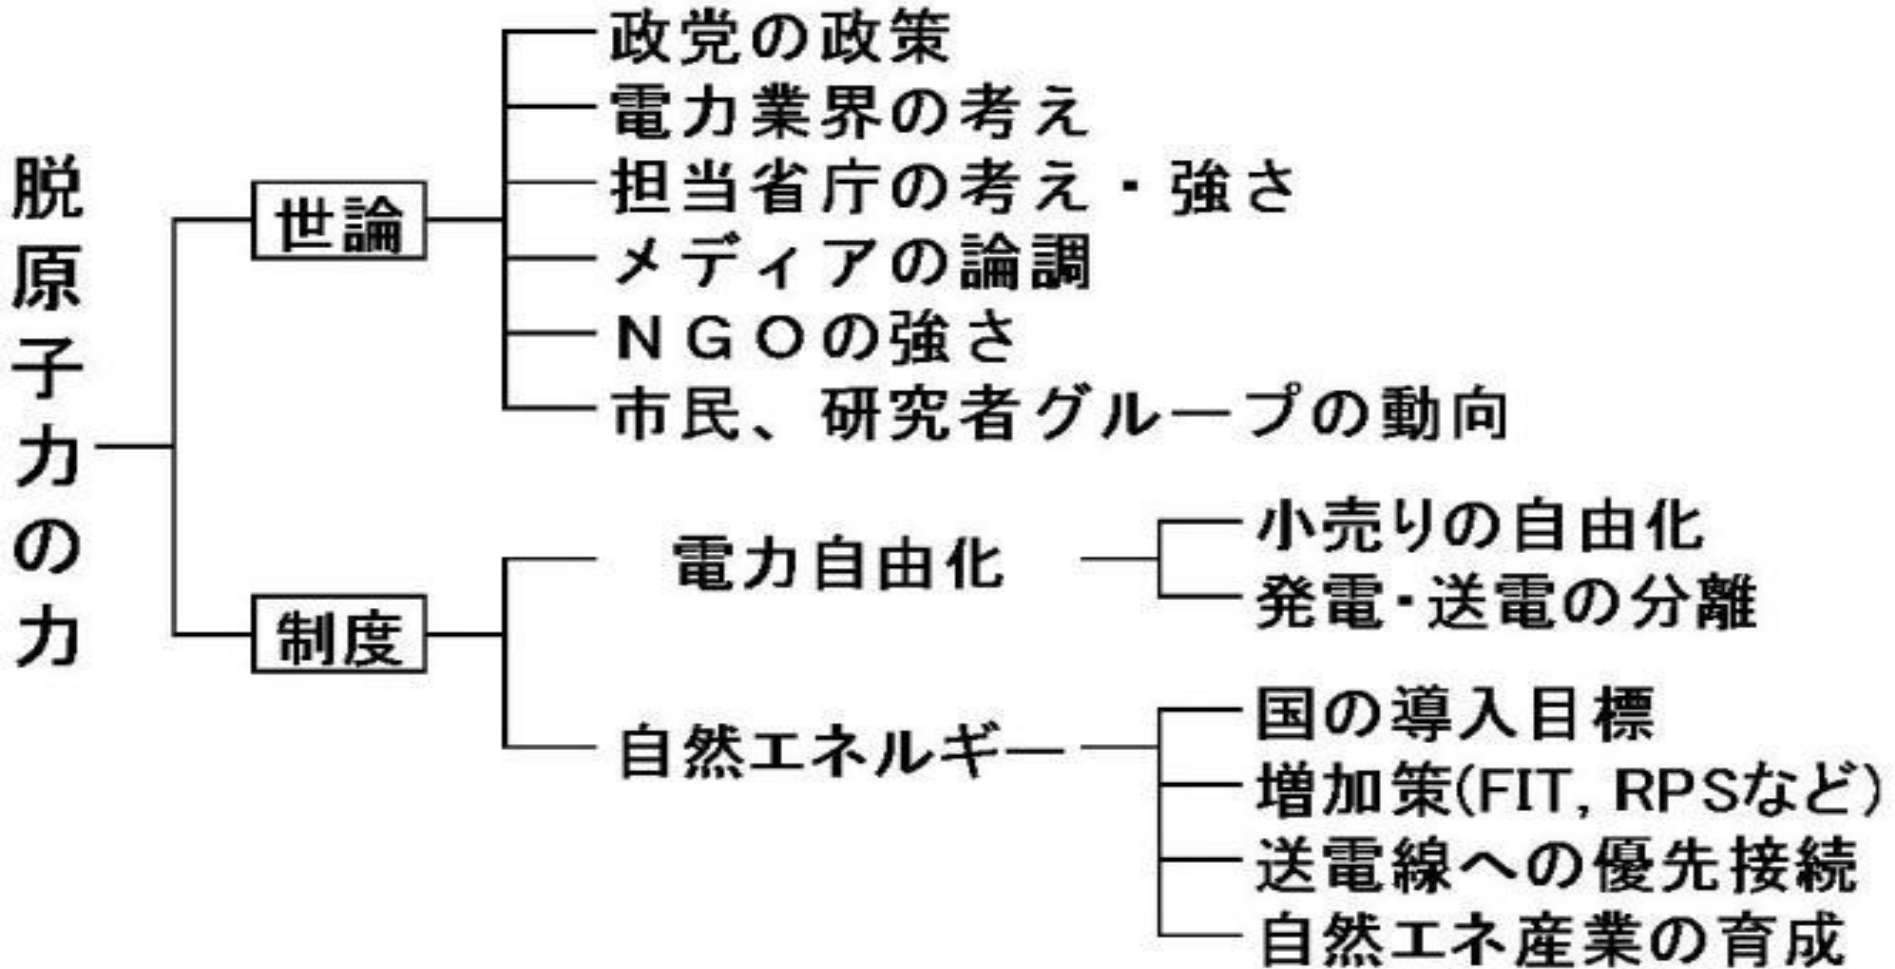 脱原子力の力
世論
政党の政策
電力業界の考え
担当省庁の考え・強さ
メディアの論調
NGOの強さ
市民、研究者グループの動向
制度
電力自由化
小売りの自由化
発電・送電の分離
自然エネルギー
国の導入目標
増加策(FIT, RPSなど)
送電線への優先接続
自然エネ産業の育成